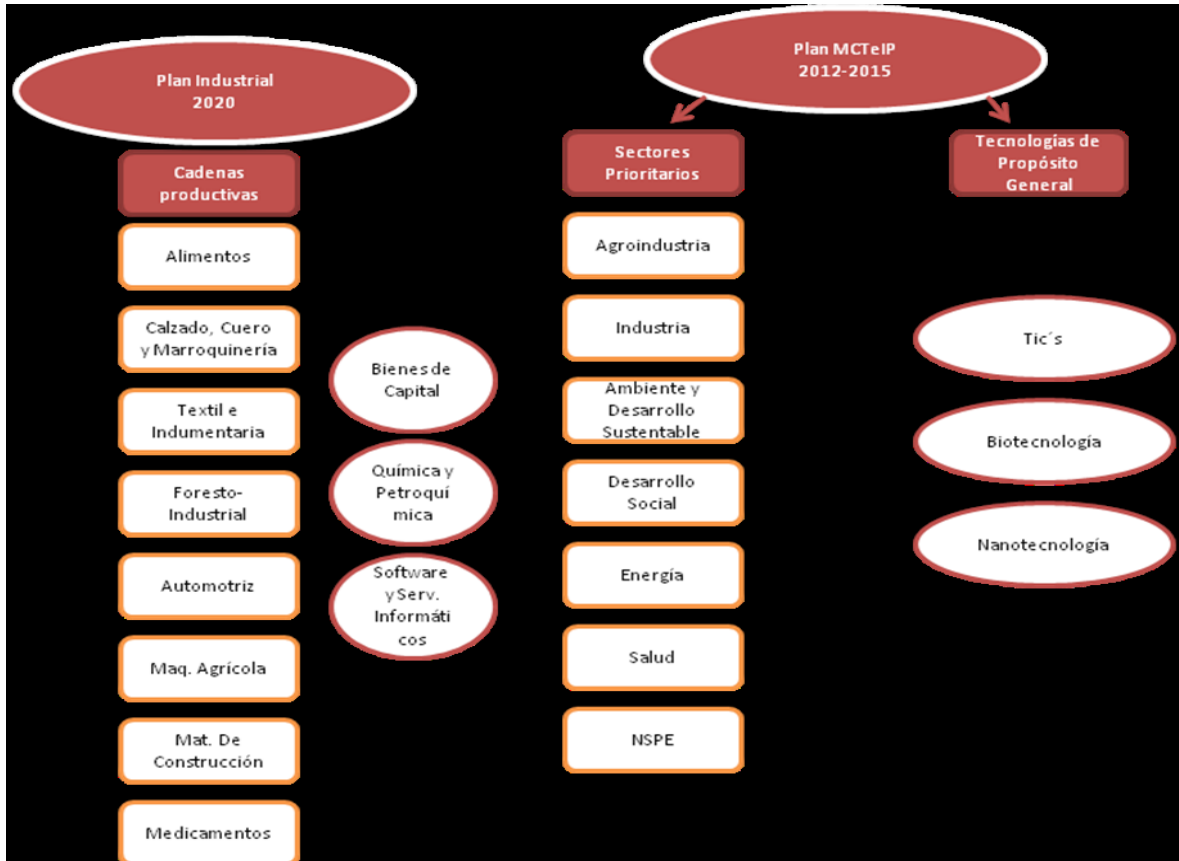 Plan Industrial
2020
Cadenas
productivas
Alimentos
Calzado, Cuero
y Marroquinería
Textil e
Indumentaria
Foresto-
Industrial
Automotriz
Maq. Agrícola
Mat. De
Construcción
Medicamentos
Bienes de
Capital
Química y
Petroquí
mica
Software
y Serv.
Informáti
cos
Plan MCTeIP
2012-2015
Sectores
Prioritarios
Agroindustria
Industria
Ambiente y
Desarrollo
Sustentable
Desarrollo
Social
Energía
Salud
NSPE
Tecnologías de
Propósito
General
Tic´s
Biotecnología
Nanotecnología